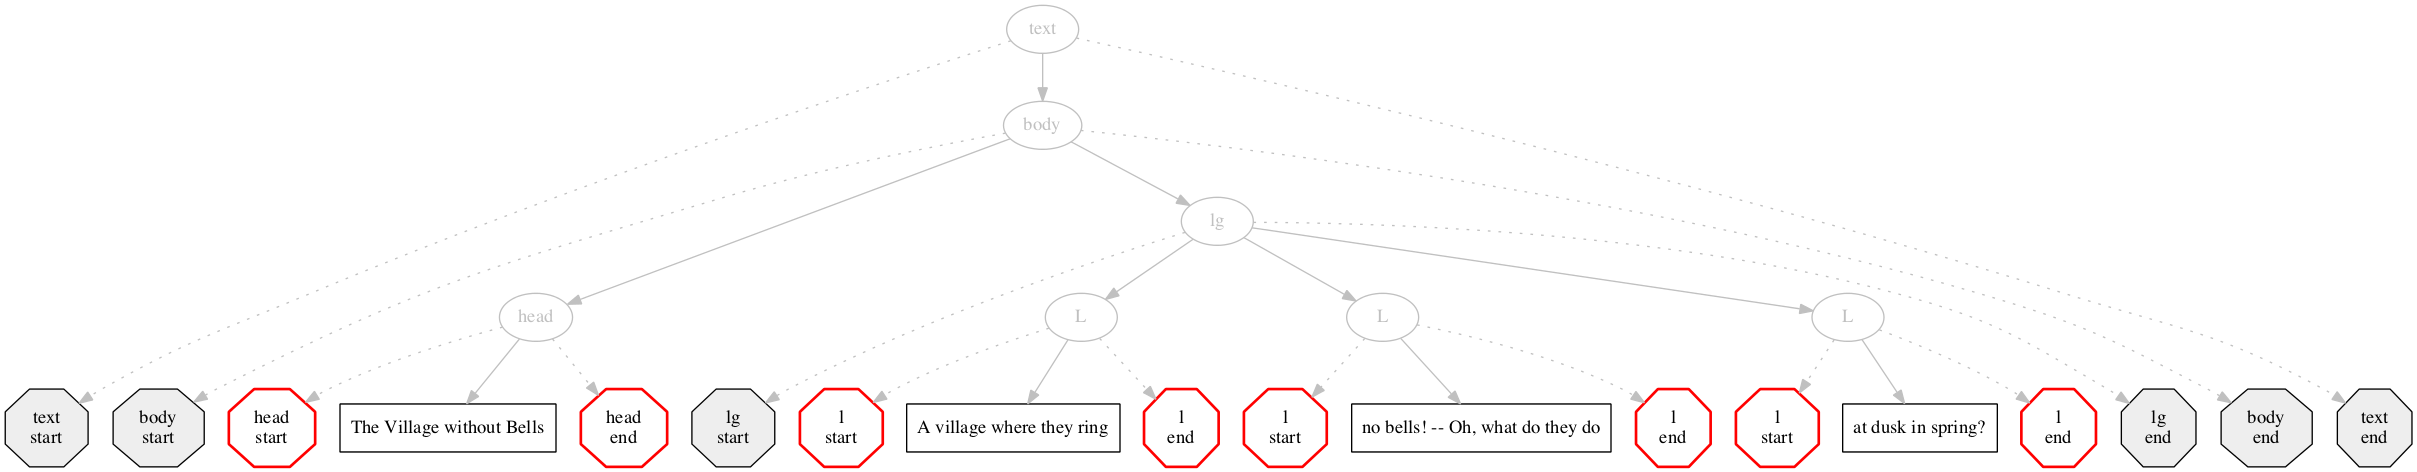 text
body
lg
head
L
L
L
text
start
body
start
head
start
The Village without Bells
head
end
lg
start
l
start
A village where they ring
l
end
l
start
no bells! -- Oh, what do they do
l
end
l
start
at dusk in spring?
l
end
lg
end
body
end
text
end